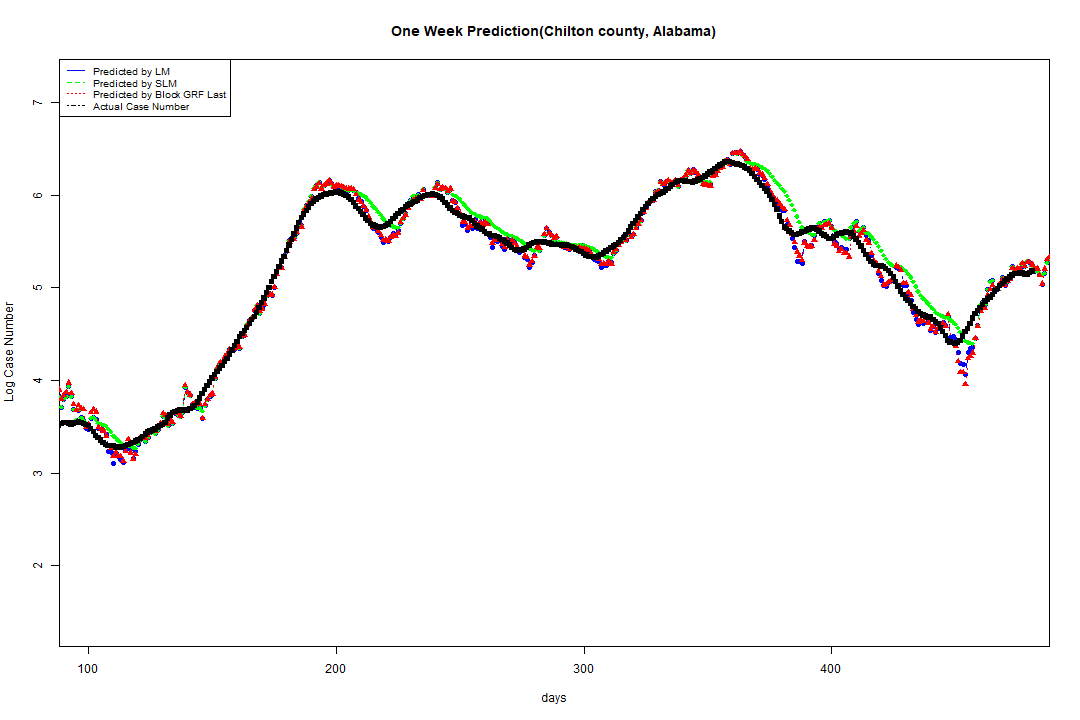 One Week Prediction(Chilton county, Alabama)
Predicted by LM
Predicted by SLM
Predicted by Block GRF Last
Actual Case Number
7
6
5
4
3
2
Log Case Number
100 200 300 400
days